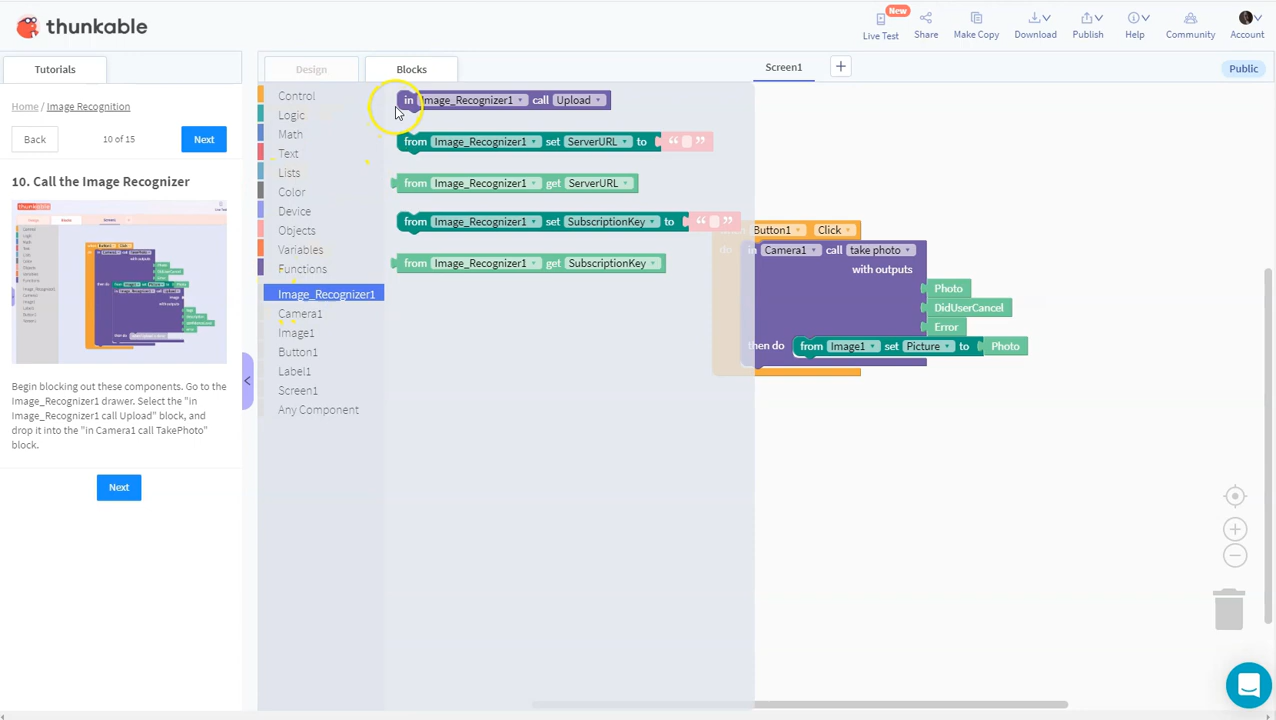 thunkable
New
Live Test
Share
Make Copy
Download
Publish
Help
Community
Account
Tutorials
Design
Blocks
Screen1
+
Public
Home / Image Recognition
Back
10 of 15
Next
10. Call the Image Recognizer
Begin blocking out these components. Go to the
Image_Recognizer1 drawer. Select the "in
Image_Recognizer1 call Upload" block, and
drop it into the "in Camera1 call TakePhoto"
block.
Next
Control
Logic
Math
Text
Lists
Color
Device
Objects
Variables
Functions
Image_Recognizer1
Camera1
Image1
Button1
Label1
Screen1
Any Component
in Image_Recognizer1 call Upload
from Image_Recognizer1 set ServerURL to “ ”
from Image_Recognizer1 get ServerURL
from Image_Recognizer1 set SubscriptionKey to “ ”
from Image_Recognizer1 get SubscriptionKey
Button1 Click
do in Camera1 call take photo
with outputs
Photo
DidUserCancel
Error
then do from Image1 set Picture to Photo